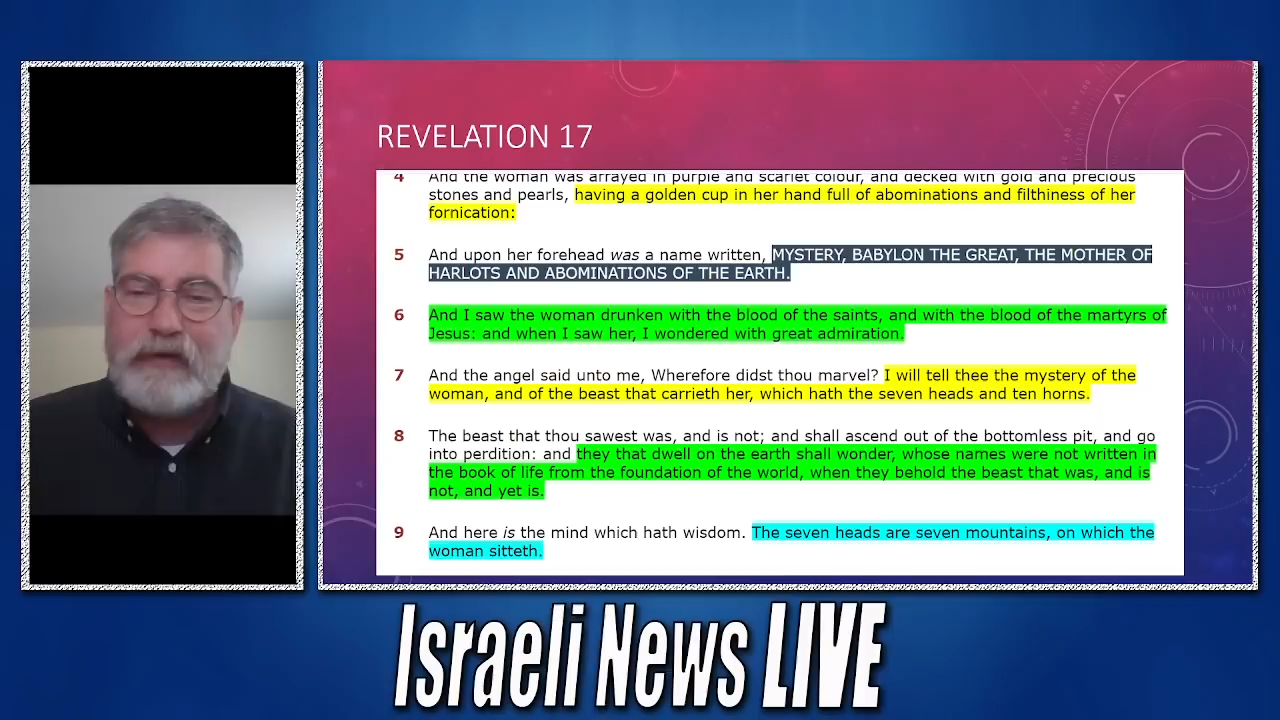 REVELATION 17
4 And the woman was arrayed in purple and scarlet colour, and decked with gold and precious
stones and pearls, having a golden cup in her hand full of abominations and filthiness of her
fornication:
5 And upon her forehead was a name written, MYSTERY, BABYLON THE GREAT, THE MOTHER OF
HARLOTS AND ABOMINATIONS OF THE EARTH.
6 And I saw the woman drunken with the blood of the saints, and with the blood of the martyrs of
Jesus: and when I saw her, I wondered with great admiration.
7 And the angel said unto me, Wherefore didst thou marvel? I will tell thee the mystery of the
woman, and of the beast that carrieth her, which hath the seven heads and ten horns.
8 The beast that thou sawest was, and is not; and shall ascend out of the bottomless pit, and go
into perdition: and they that dwell on the earth shall wonder, whose names were not written in
the book of life from the foundation of the world, when they behold the beast that was, and is
not, and yet is.
9 And here is the mind which hath wisdom. The seven heads are seven mountains, on which the
woman sitteth.
Israeli News LIVE